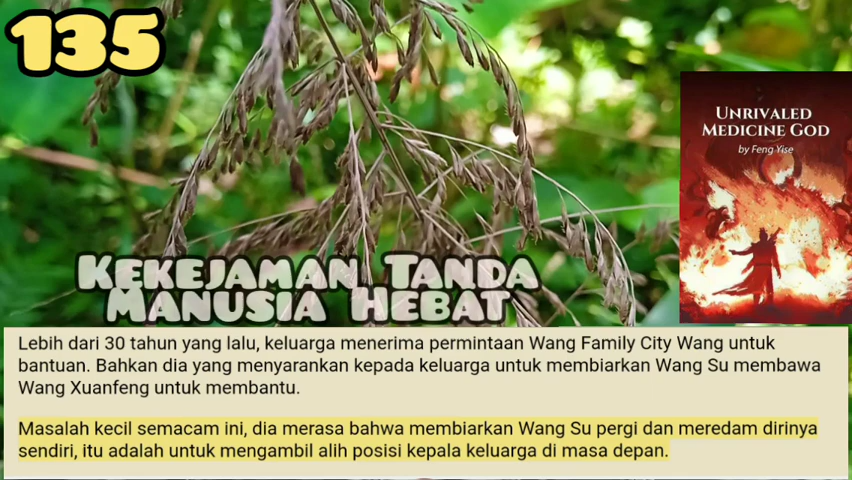 135
UNRIVALED
MEDICINE GOD
by Feng Yise
KEKEJAMAN TANDA
MANUSIA HEBAT
Lebih dari 30 tahun yang lalu, keluarga menerima permintaan Wang Family City Wang untuk
bantuan. Bahkan dia yang menyarankan kepada keluarga untuk membiarkan Wang Su membawa
Wang Xuanfeng untuk membantu.
Masalah kecil semacam ini, dia merasa bahwa membiarkan Wang Su pergi dan meredam dirinya
sendiri, itu adalah untuk mengambil alih posisi kepala keluarga di masa depan.